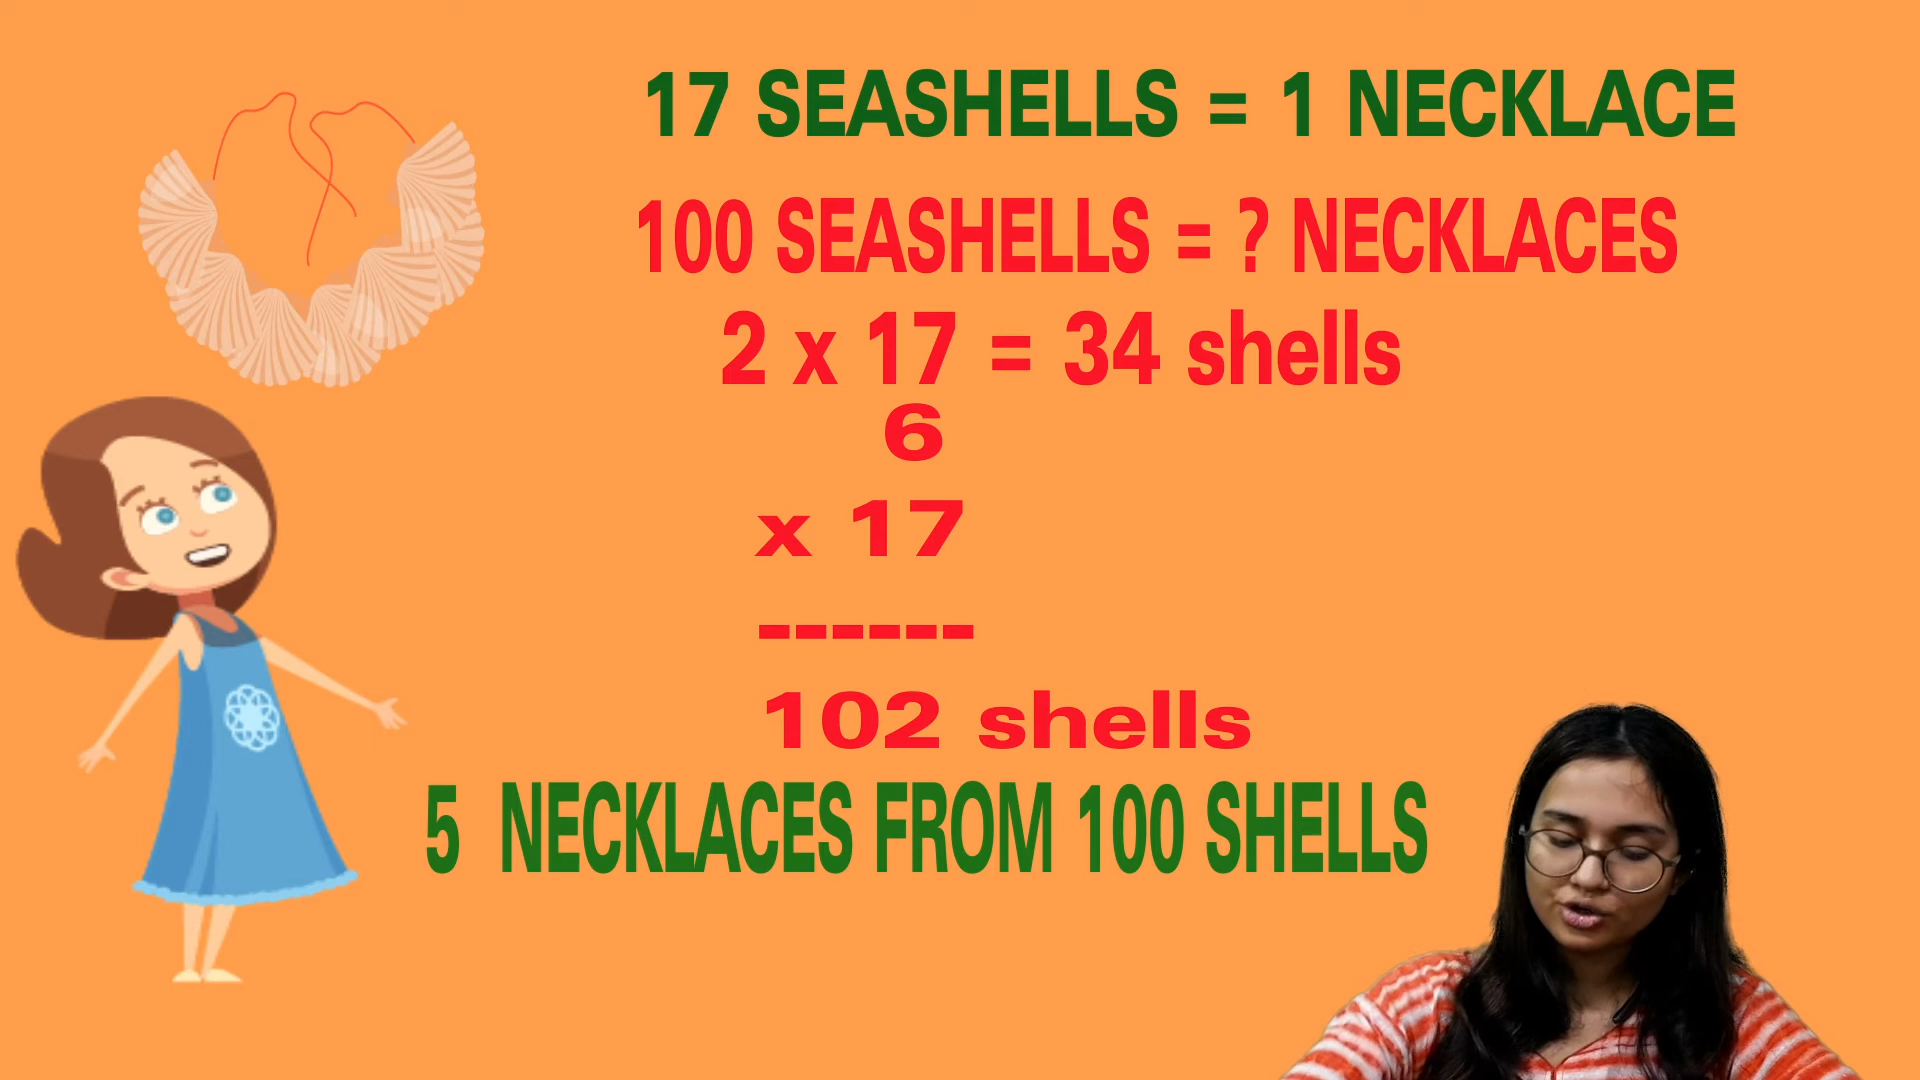 17 SEASHELLS = 1 NECKLACE
100 SEASHELLS = ? NECKLACES
2 x 17 = 34 shells
6
x 17
------
102 shells
5 NECKLACES FROM 100 SHELLS